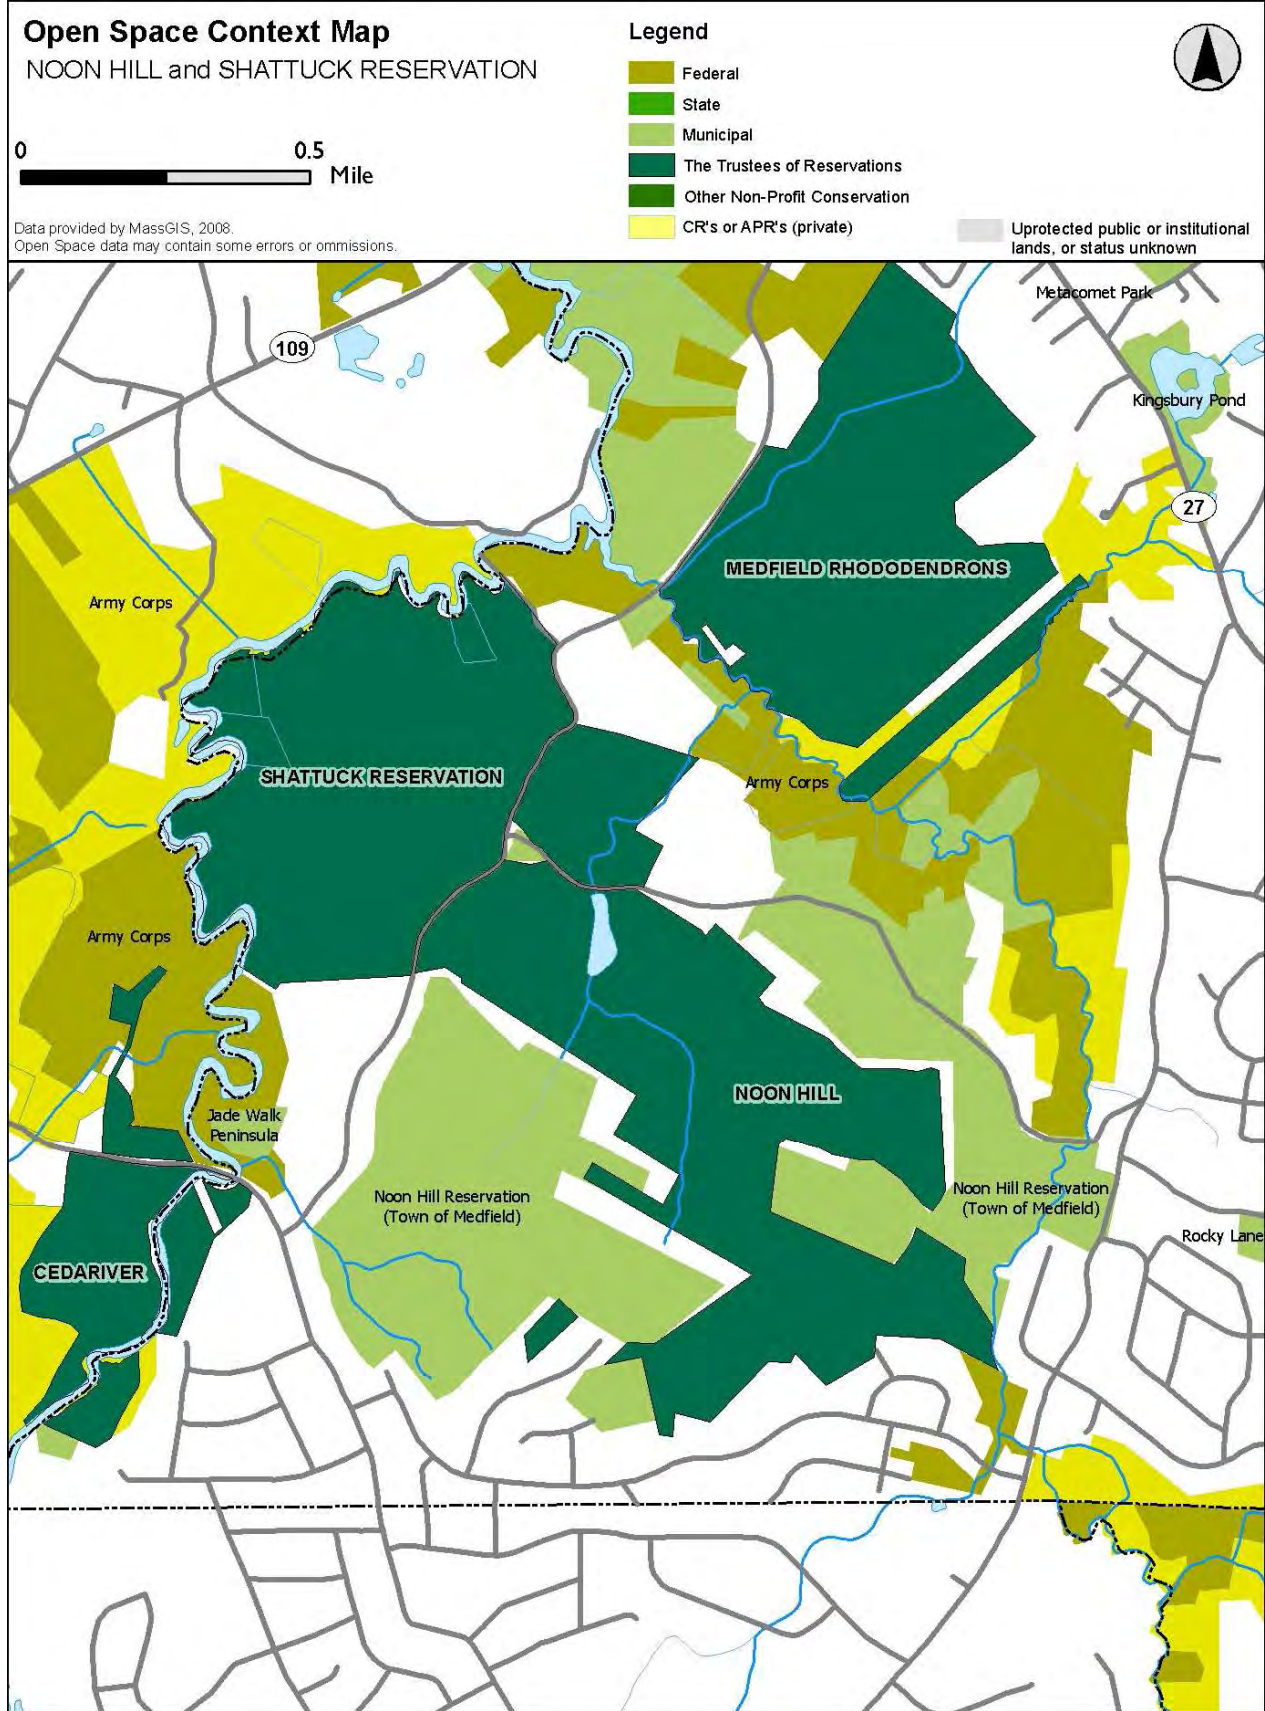 Open Space Context Map
NOON HILL and SHATTUCK RESERVATION
0 0.5
Mile
Data provided by MassGIS, 2008.
Open Space data may contain some errors or ommissions.
Legend
Federal
State
Municipal
The Trustees of Reservations
Other Non-Profit Conservation
CR's or APR's (private)
Uprotected public or institutional
lands, or status unknown
Metacomet Park
109
Kingsbury Pond
27
MEDFIELD RHODODENDRONS
Army Corps
SHATTUCK RESERVATION
Army Corps
Army Corps
NOON HILL
Jade Walk
Peninsula
Noon Hill Reservation
(Town of Medfield)
Noon Hill Reservation
(Town of Medfield)
Rocky Lane
CEDARIVER